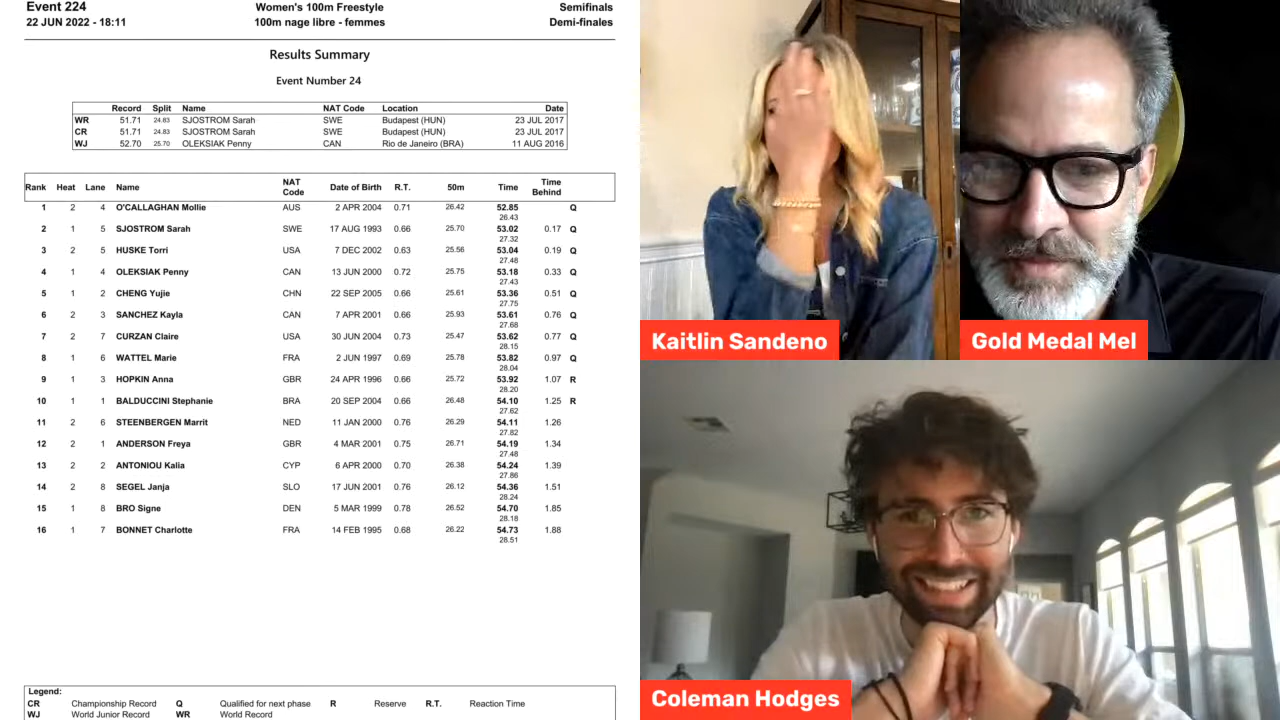 Event 224 Women's 100m Freestyle Semifinals
22 JUN 2022 - 18:11 100m nage libre - femmes Demi-finales
Results Summary
Event Number 24
Record Split Name NAT Code Location Date
WR 51.71 24.83 SJOSTROM Sarah SWE Budapest (HUN) 23 JUL 2017
CR 51.71 24.83 SJOSTROM Sarah SWE Budapest (HUN) 23 JUL 2017
WJ 52.70 25.70 OLEKSIAK Penny CAN Rio de Janeiro (BRA) 11 AUG 2016
Rank Heat Lane Name NAT Code Date of Birth R.T. 50m Time Time Behind
1 2 4 O'CALLAGHAN Mollie AUS 2 APR 2004 0.71 26.42 52.85 Q
26.43
2 1 5 SJOSTROM Sarah SWE 17 AUG 1993 0.66 25.70 53.02 0.17 Q
27.32
3 2 5 HUSKE Torri USA 7 DEC 2002 0.63 25.56 53.04 0.19 Q
27.48
4 1 4 OLEKSIAK Penny CAN 13 JUN 2000 0.72 25.75 53.18 0.33 Q
27.43
5 1 2 CHENG Yujie CHN 22 SEP 2005 0.66 25.61 53.36 0.51 Q
27.75
6 2 3 SANCHEZ Kayla CAN 7 APR 2001 0.66 25.93 53.61 0.76 Q
27.68
7 2 7 CURZAN Claire USA 30 JUN 2004 0.73 25.47 53.62 0.77 Q
28.15
8 1 6 WATTEL Marie FRA 2 JUN 1997 0.69 25.78 53.82 0.97 Q
28.04
9 1 3 HOPKIN Anna GBR 24 APR 1996 0.66 25.72 53.92 1.07 R
28.20
10 1 1 BALDUCCINI Stephanie BRA 20 SEP 2004 0.66 26.48 54.10 1.25 R
27.62
11 2 6 STEENBERGEN Marrit NED 11 JAN 2000 0.76 26.29 54.11 1.26
27.82
12 2 1 ANDERSON Freya GBR 4 MAR 2001 0.75 26.71 54.19 1.34
27.48
13 2 2 ANTONIOU Kalia CYP 6 APR 2000 0.70 26.38 54.24 1.39
27.86
14 2 8 SEGEL Janja SLO 17 JUN 2001 0.76 26.12 54.36 1.51
28.24
15 1 8 BRO Signe DEN 5 MAR 1999 0.78 26.52 54.70 1.85
28.18
16 1 7 BONNET Charlotte FRA 14 FEB 1995 0.68 26.22 54.73 1.88
28.51
Legend:
CR Championship Record Q Qualified for next phase R Reserve R.T. Reaction Time
WJ World Junior Record WR World Record
Kaitlin Sandeno
Gold Medal Mel
Coleman Hodges